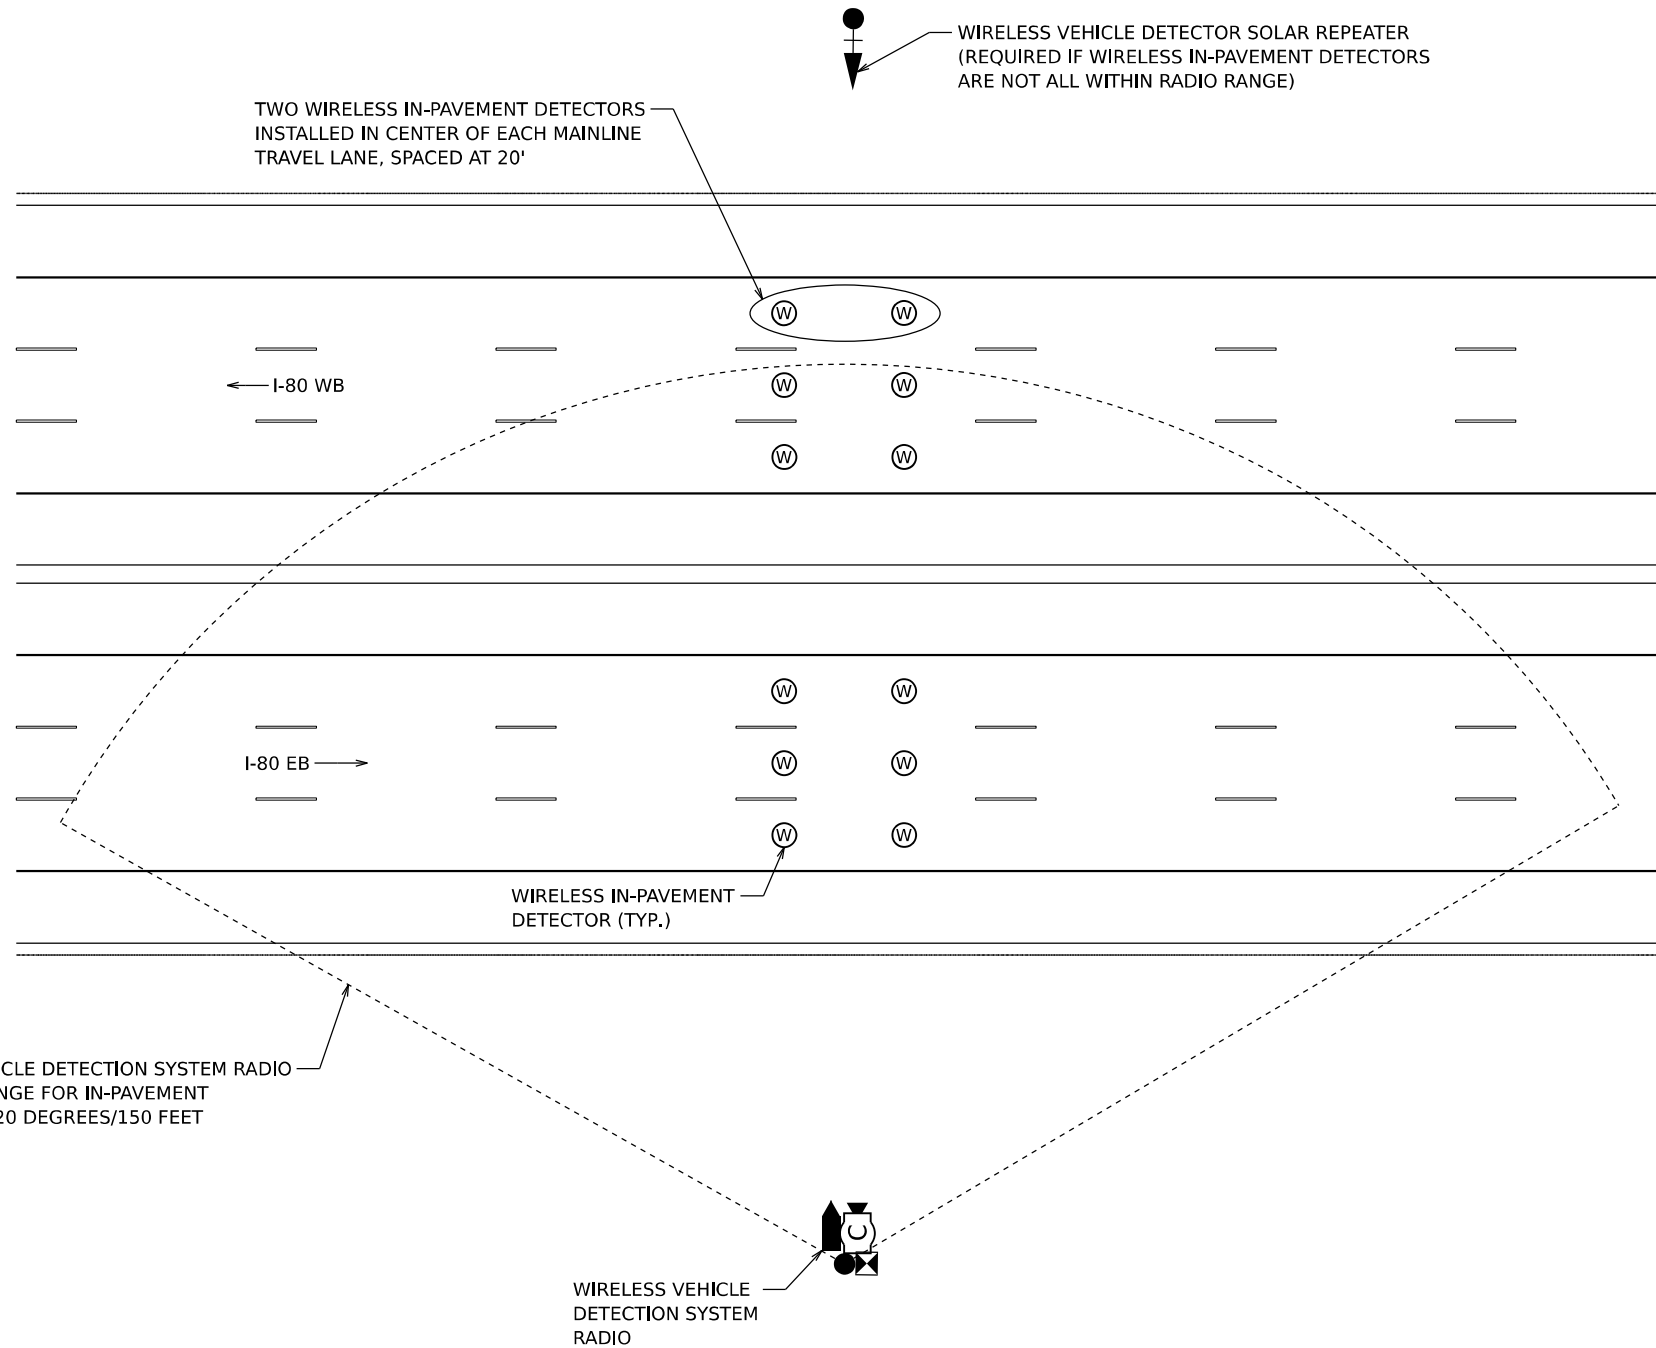 WIRELESS VEHICLE DETECTOR SOLAR REPEATER
(REQUIRED IF WIRELESS IN-PAVEMENT DETECTORS
ARE NOT ALL WITHIN RADIO RANGE)
TWO WIRELESS IN-PAVEMENT DETECTORS
INSTALLED IN CENTER OF EACH MAINLINE
TRAVEL LANE, SPACED AT 20'
W W
I-80 WB
W W
W W
W W
I-80 EB
W W
W W
WIRELESS IN-PAVEMENT
DETECTOR (TYP.)
CLE DETECTION SYSTEM RADIO
NGE FOR IN-PAVEMENT
20 DEGREES/150 FEET
C
WIRELESS VEHICLE
DETECTION SYSTEM
RADIO